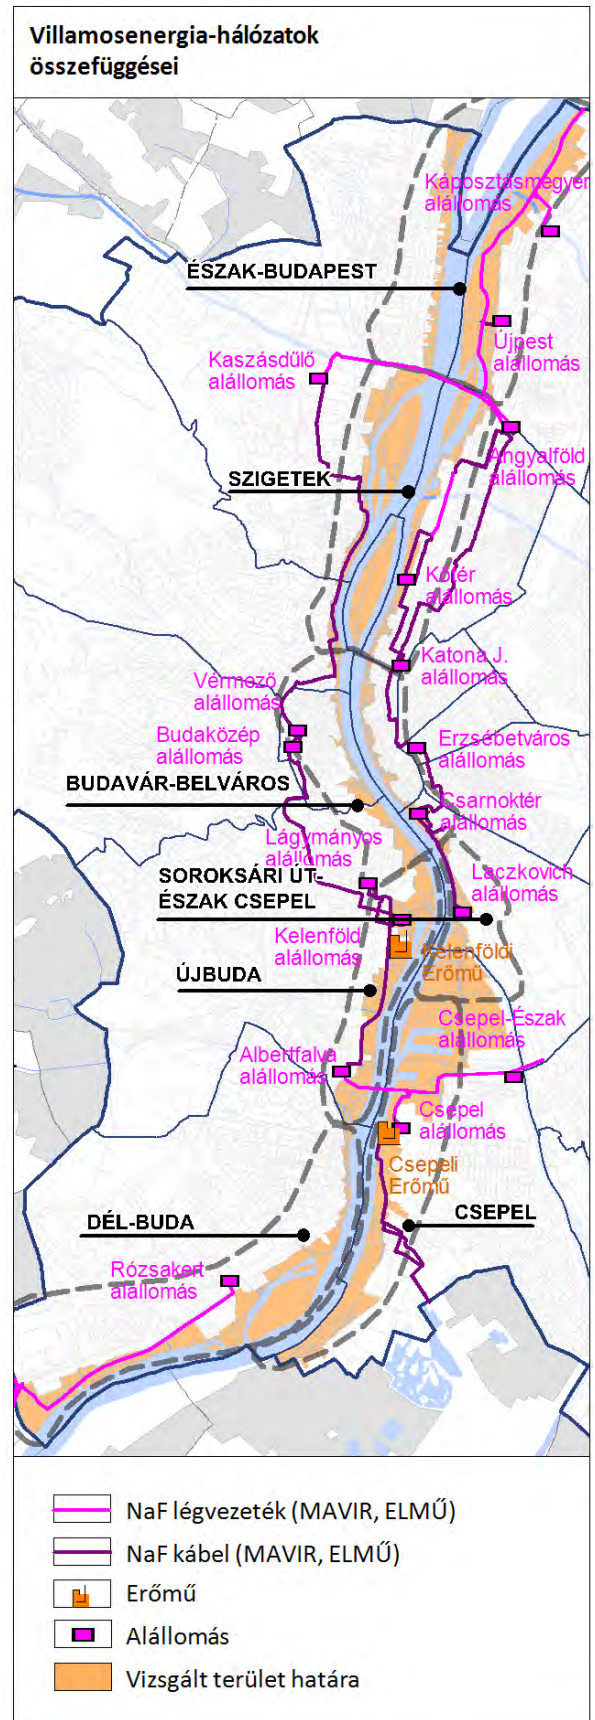 Villamosenergia-hálózatok
összefüggései
Káposztásmegyer
alállomás
ÉSZAK-BUDAPEST
Újpest
alállomás
Kaszásdűlő
alállomás
Angyalföld
alállomás
SZIGETEK
Kőtér
alállomás
Katona J.
alállomás
Vérmező
alállomás
Budaközép
alállomás
Erzsébetváros
alállomás
BUDAVÁR-BELVÁROS
Csarnoktér
alállomás
Lágymányos
alállomás
SOROKSÁRI ÚT-
ÉSZAK CSEPEL
Laczkovich
alállomás
Kelenföld
alállomás
Kelenföldi
Erőmű
ÚJBUDA
Csepel-Észak
alállomás
Albertfalva
alállomás
Csepel
alállomás
Csepeli
Erőmű
DÉL-BUDA
CSEPEL
Rózsakert
alállomás
NaF légvezeték (MAVIR, ELMŰ)
NaF kábel (MAVIR, ELMŰ)
Erőmű
Alállomás
Vizsgált terület határa